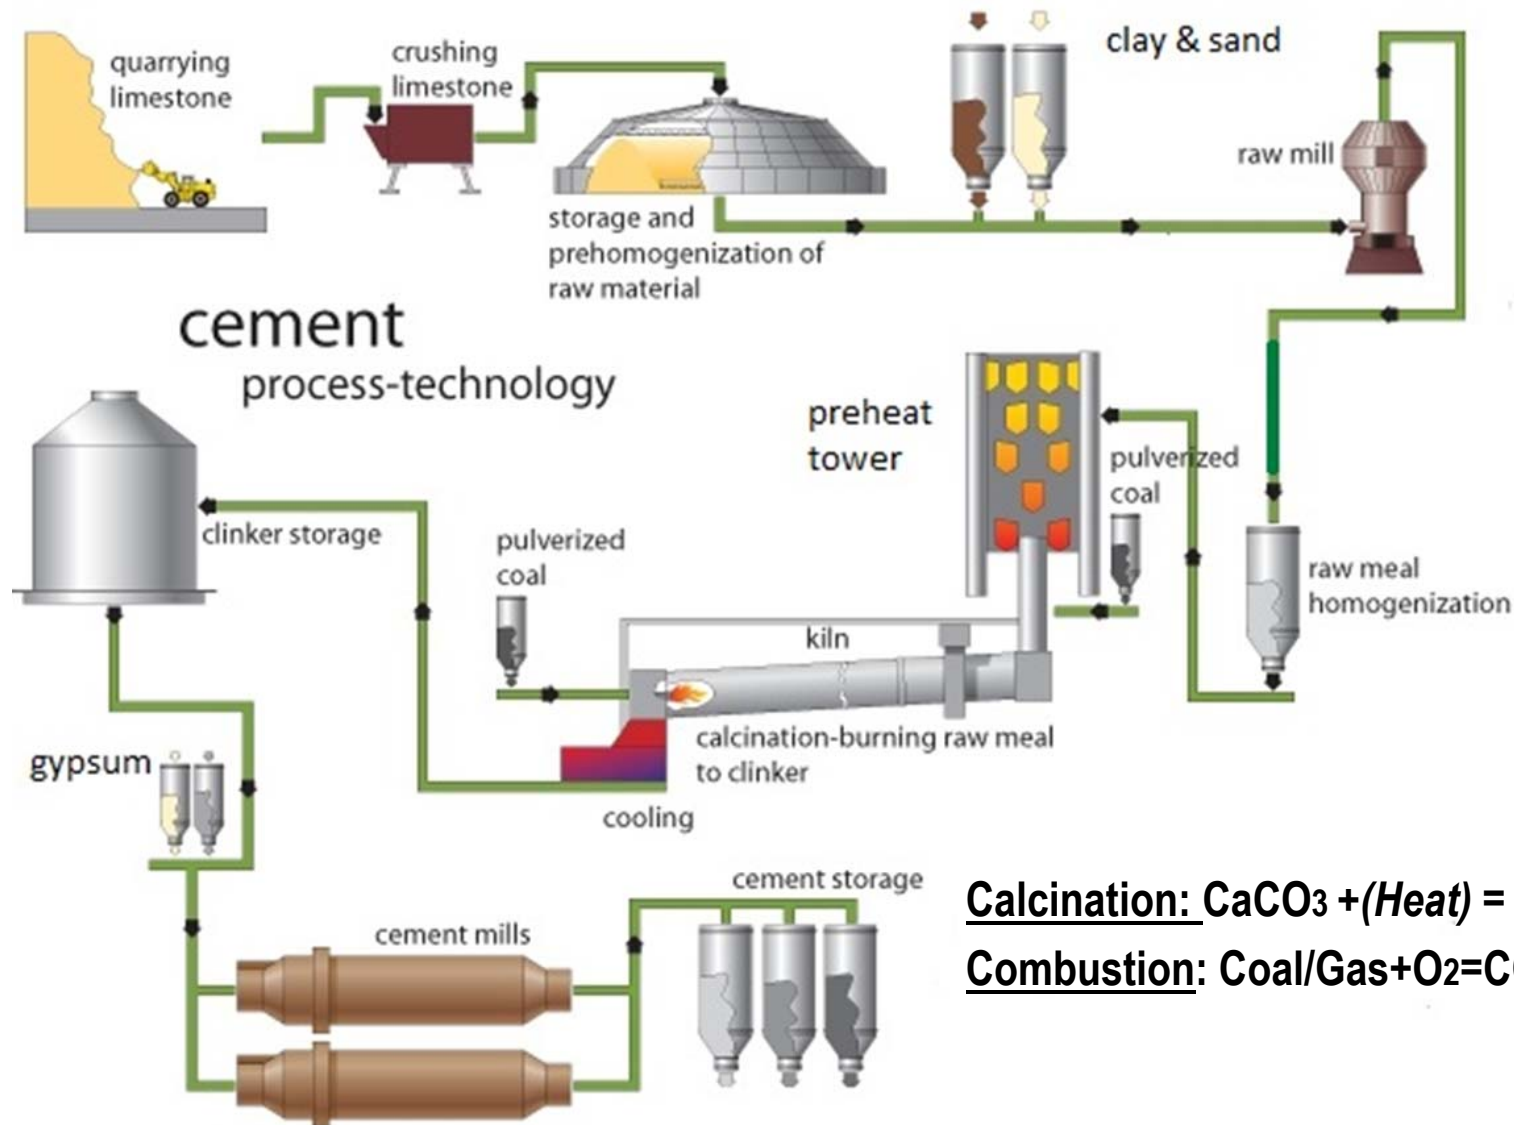 quarrying
limestone
crushing
limestone
clay & sand
raw mill
storage and
prehomogenization of
raw material
cement
process-technology
preheat
tower
pulverized
coal
clinker storage
pulverized
coal
raw meal
homogenization
kiln
calcination-burning raw meal
to clinker
gypsum
cooling
cement storage
cement mills
Calcination: CaCO3 +(Heat) =
Combustion: Coal/Gas+O2=C